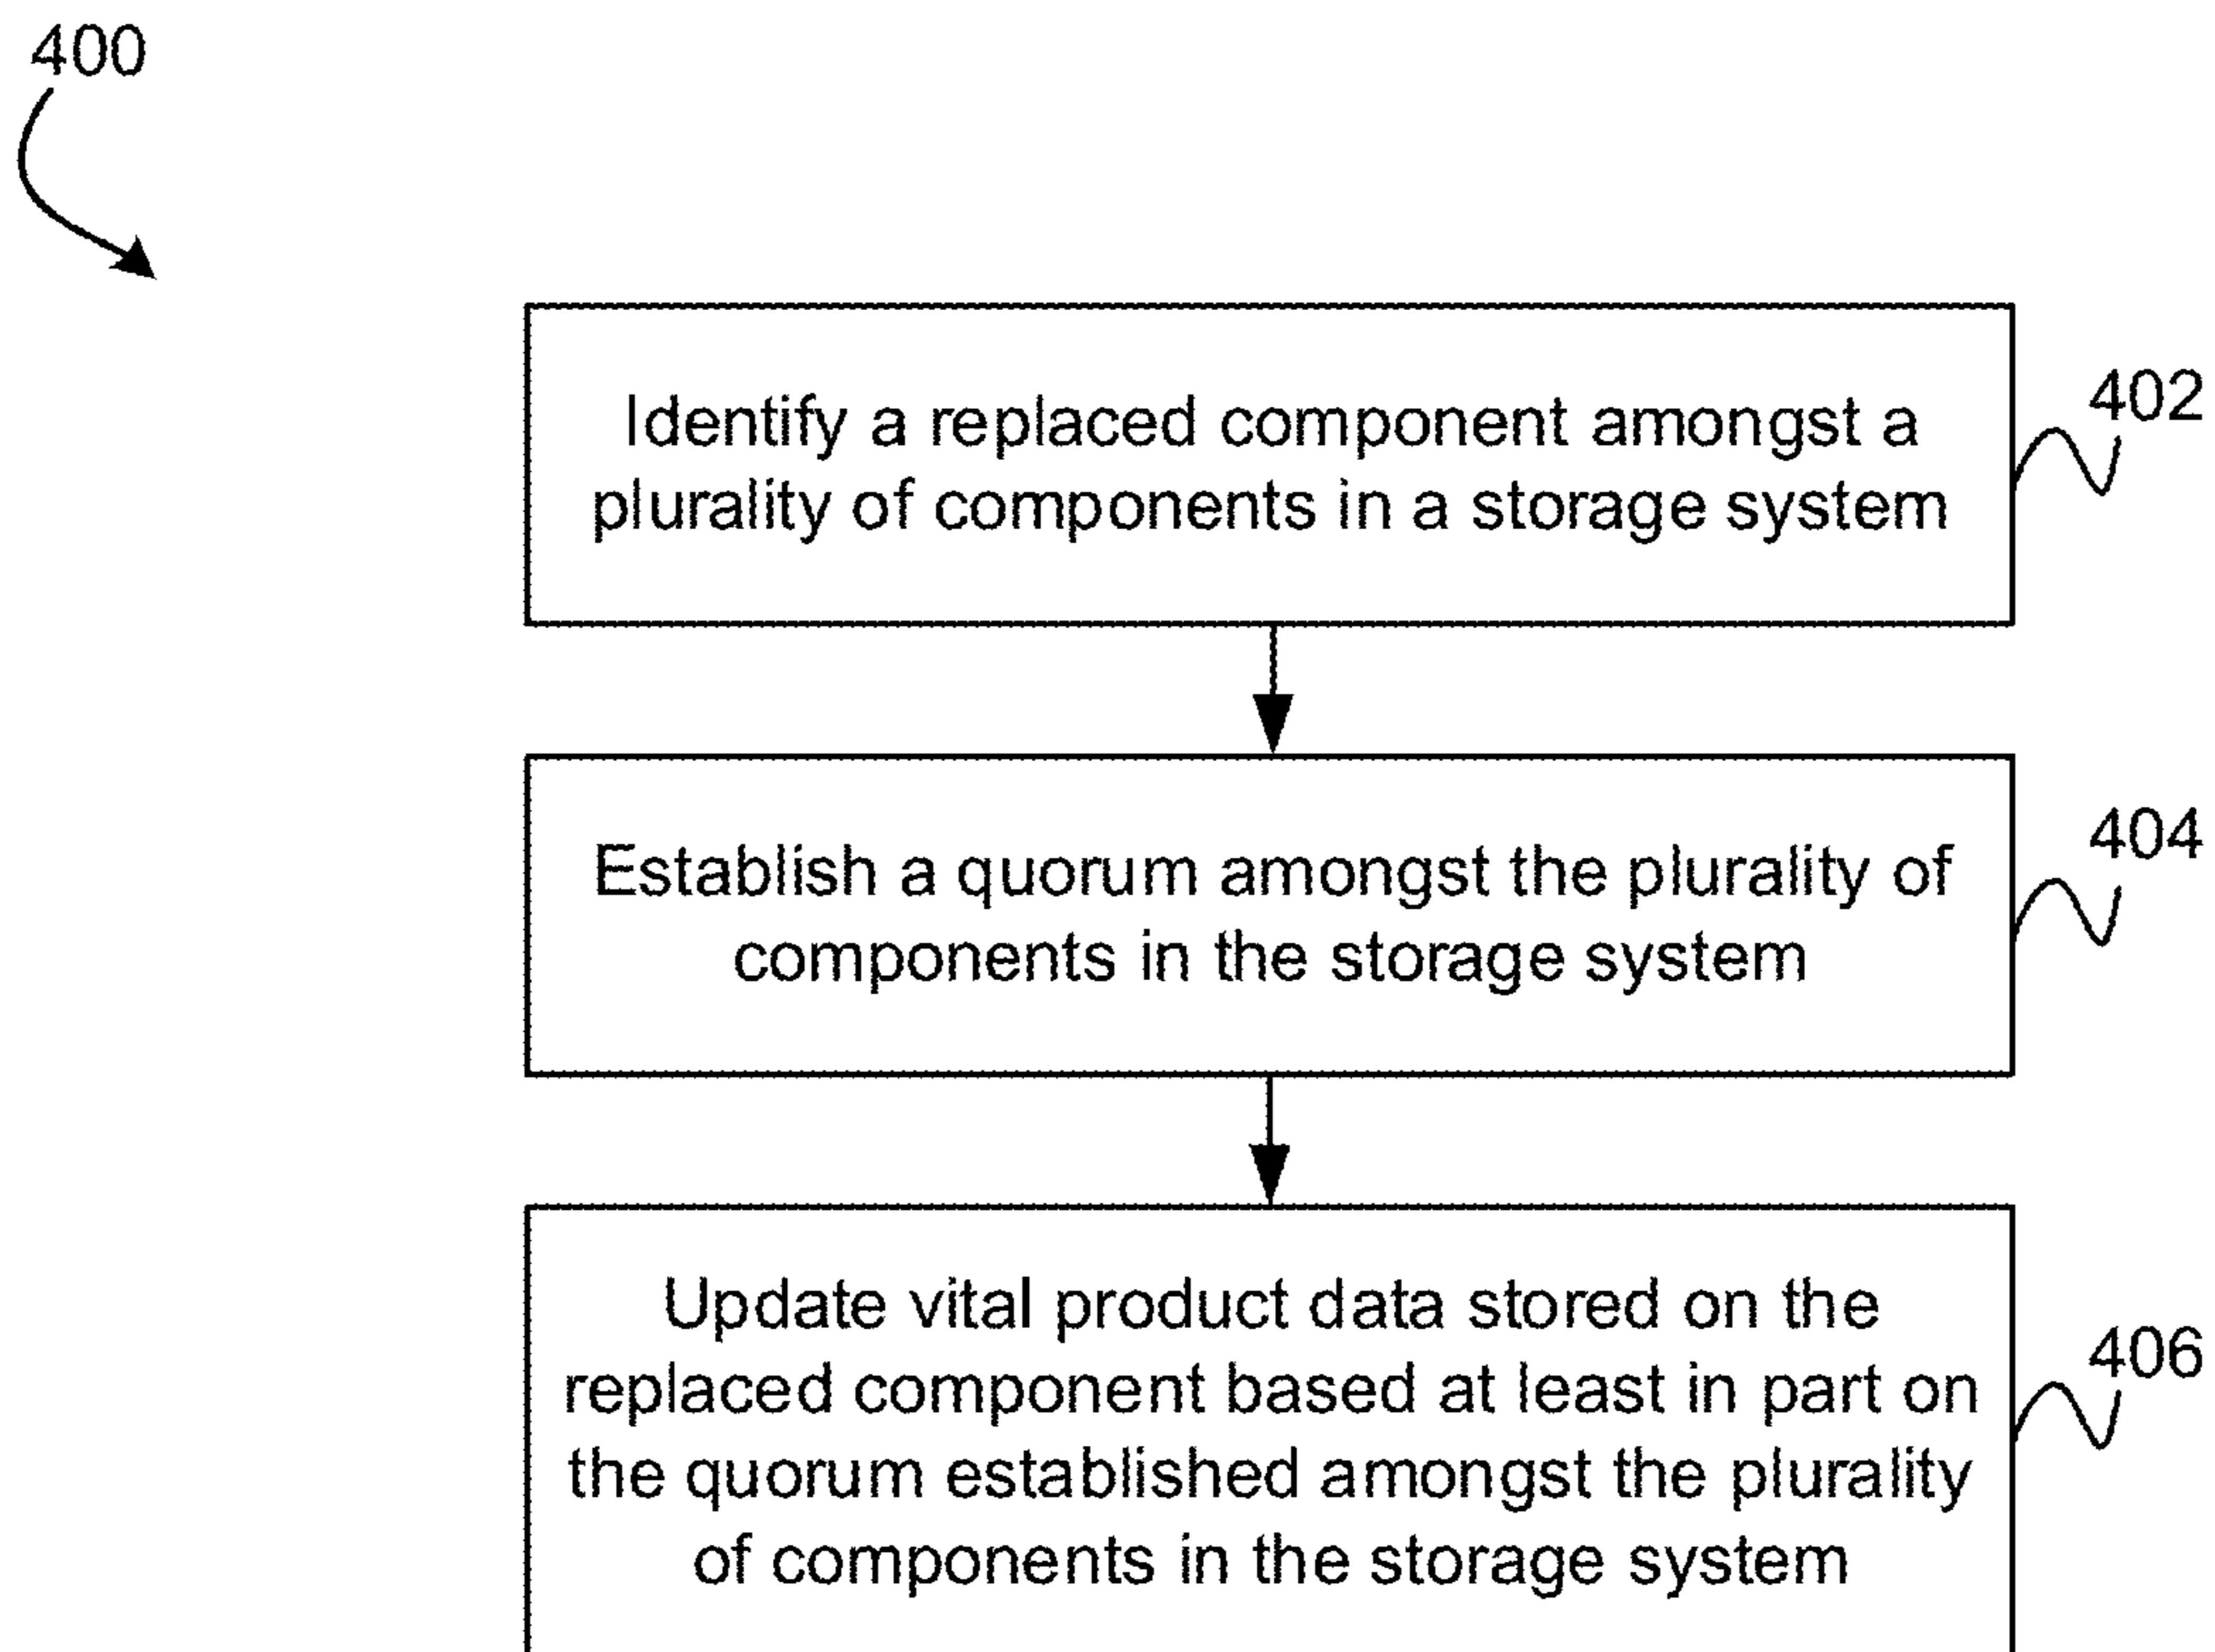 400
Identify a replaced component amongst a
plurality of components in a storage system
402
Establish a quorum amongst the plurality of
components in the storage system
404
Update vital product data stored on the
replaced component based at least in part on
the quorum established amongst the plurality
of components in the storage system
406